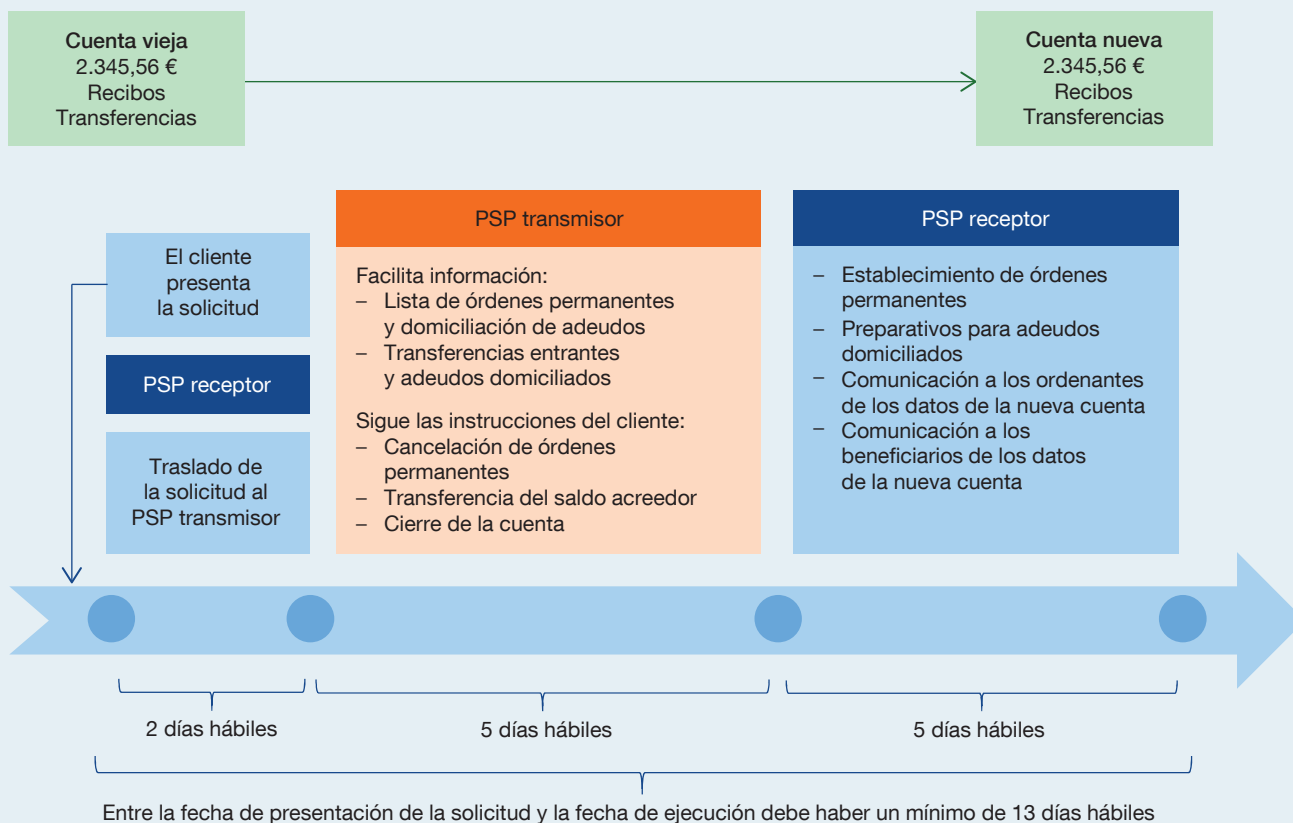 Cuenta vieja
2.345,56 €
Recibos
Transferencias
Cuenta nueva
2.345,56 €
Recibos
Transferencias
El cliente
presenta
la solicitud
PSP receptor
Traslado de
la solicitud al
PSP transmisor
PSP transmisor
Facilita información:
– Lista de órdenes permanentes
y domiciliación de adeudos
– Transferencias entrantes
y adeudos domiciliados
Sigue las instrucciones del cliente:
– Cancelación de órdenes
permanentes
– Transferencia del saldo acreedor
– Cierre de la cuenta
PSP receptor
– Establecimiento de órdenes
permanentes
– Preparativos para adeudos
domiciliados
– Comunicación a los ordenantes
de los datos de la nueva cuenta
– Comunicación a los
beneficiarios de los datos
de la nueva cuenta
2 días hábiles
5 días hábiles
5 días hábiles
Entre la fecha de presentación de la solicitud y la fecha de ejecución debe haber un mínimo de 13 días hábiles